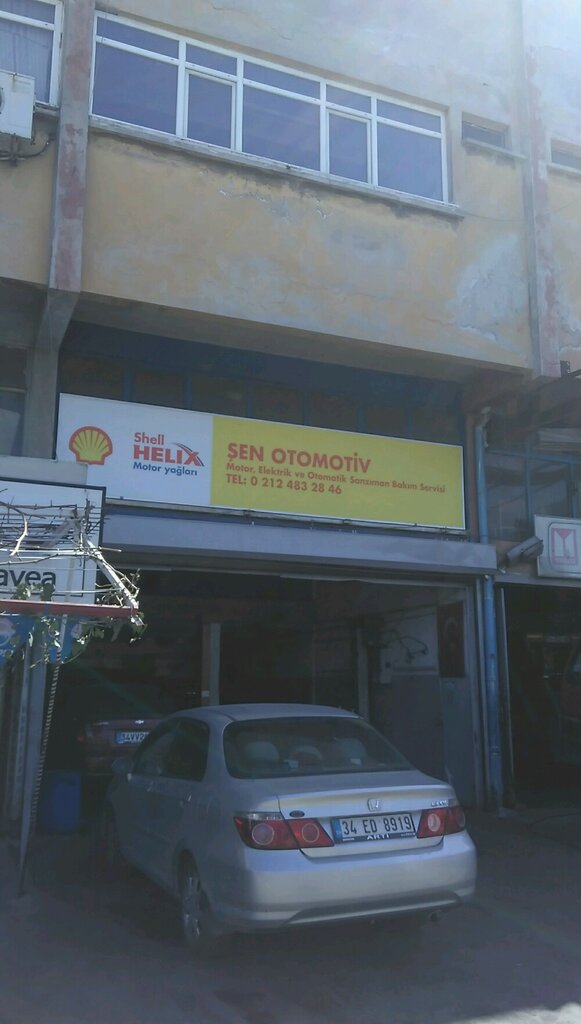 Shell
HELIX
Motor yağları
ŞEN OTOMOTİV
Motor, Elektrik ve Otomatik Şanzıman Bakım Servisi
TEL: 0 212 483 28 46
avea
34 ED 8919